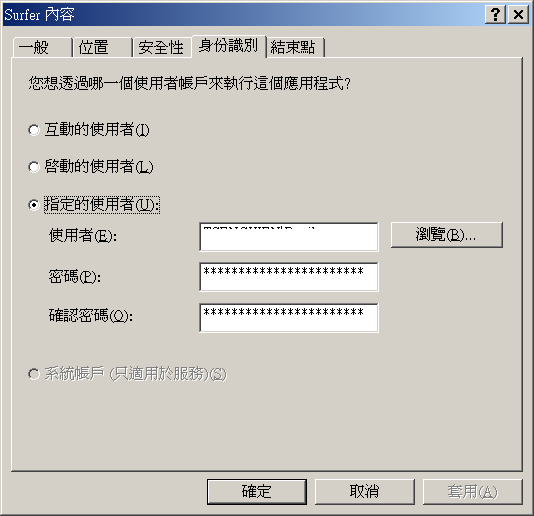 Surfer 內容
一般 位置 安全性 身份識別 結束點
您想透過哪一個使用者帳戶來執行這個應用程式?
互動的使用者(I)
啟動的使用者(L)
指定的使用者(U):
使用者(E): 瀏覽(B)...
密碼(P): ***********************
確認密碼(O): ***********************
系統帳戶 (只適用於服務)(S)
確定 取消 套用(A)